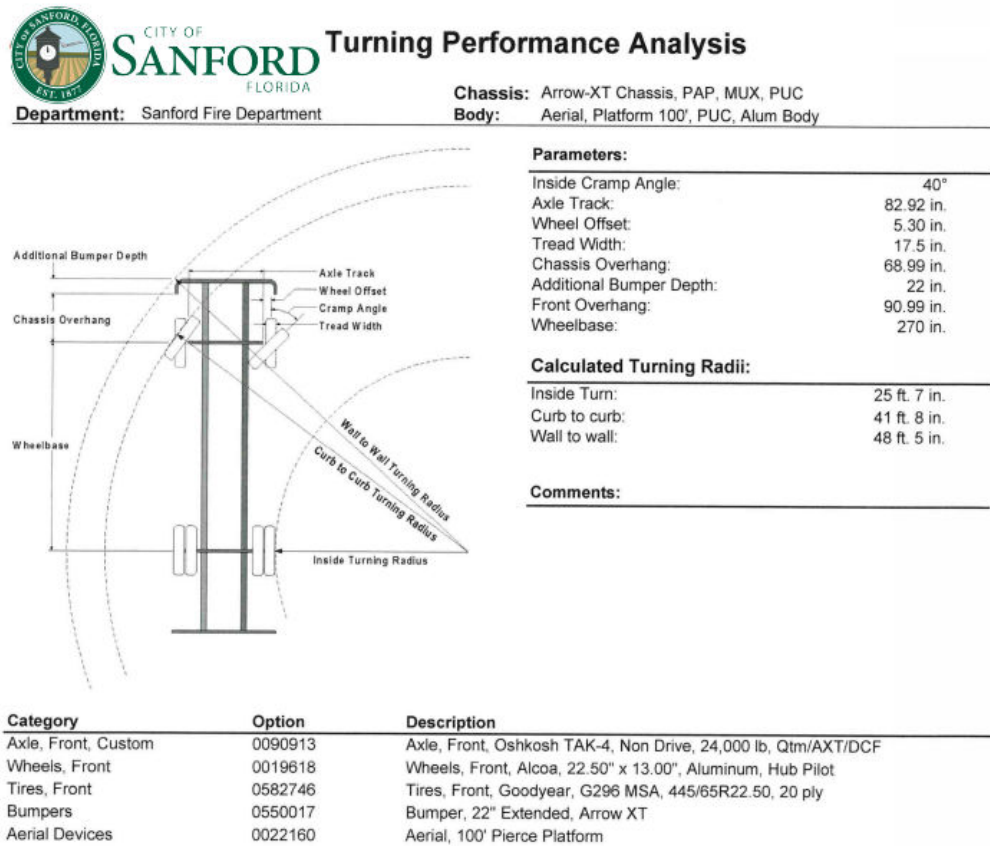 CITY OF SANFORD, FLORIDA
EST. 1877
CITY OF
SANFORD
FLORIDA
Turning Performance Analysis
Chassis: Arrow-XT Chassis, PAP, MUX, PUC
Department: Sanford Fire Department
Body: Aerial, Platform 100', PUC, Alum Body
Parameters:
Inside Cramp Angle: 40°
Axle Track: 82.92 in.
Wheel Offset: 5.30 in.
Tread Width: 17.5 in.
Chassis Overhang: 68.99 in.
Additional Bumper Depth: 22 in.
Front Overhang: 90.99 in.
Wheelbase: 270 in.
Calculated Turning Radii:
Inside Turn: 25 ft. 7 in.
Curb to curb: 41 ft. 8 in.
Wall to wall: 48 ft. 5 in.
Comments:
Additional Bumper Depth
Axle Track
Wheel Offset
Chassis Overhang
Cramp Angle
Tread Width
Wheelbase
Wall to Wall Turning Radius
Curb to Curb Turning Radius
Inside Turning Radius
Category Option Description
Axle, Front, Custom 0090913 Axle, Front, Oshkosh TAK-4, Non Drive, 24,000 lb, Qtm/AXT/DCF
Wheels, Front 0019618 Wheels, Front, Alcoa, 22.50" x 13.00", Aluminum, Hub Pilot
Tires, Front 0582746 Tires, Front, Goodyear, G296 MSA, 445/65R22.50, 20 ply
Bumpers 0550017 Bumper, 22" Extended, Arrow XT
Aerial Devices 0022160 Aerial, 100' Pierce Platform